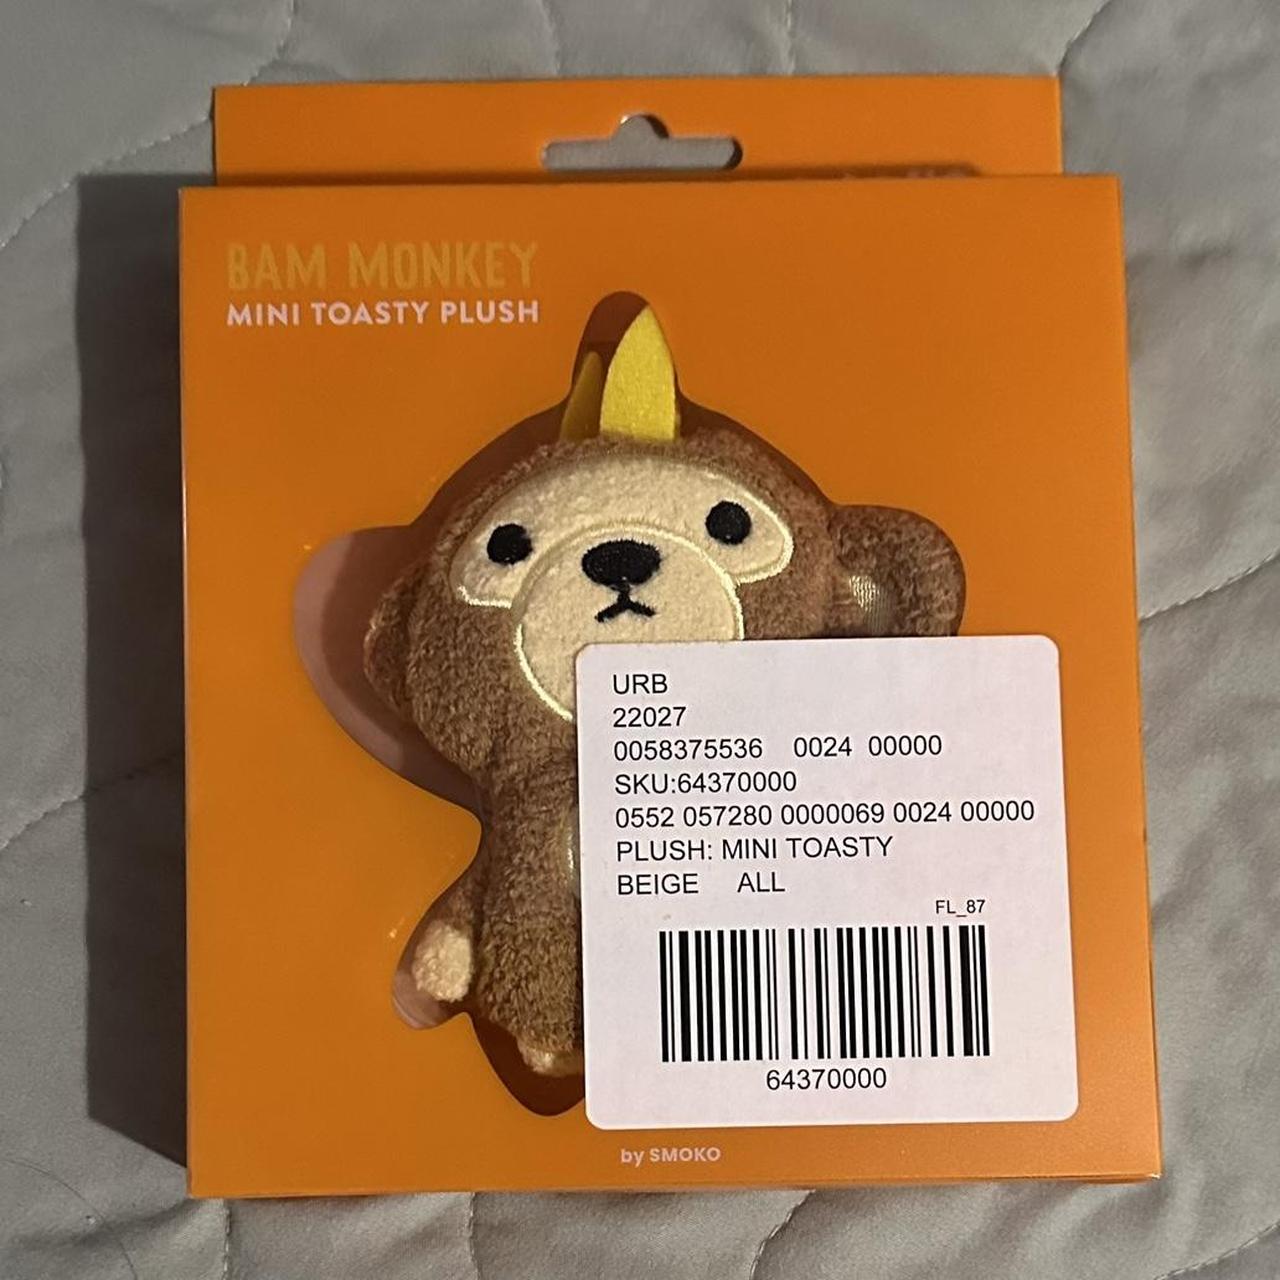 BAM MONKEY
MINI TOASTY PLUSH
URB
22027
0058375536 0024 00000
SKU:64370000
0552 057280 0000069 0024 00000
PLUSH: MINI TOASTY
BEIGE ALL
FL_87
64370000
by SMOKO